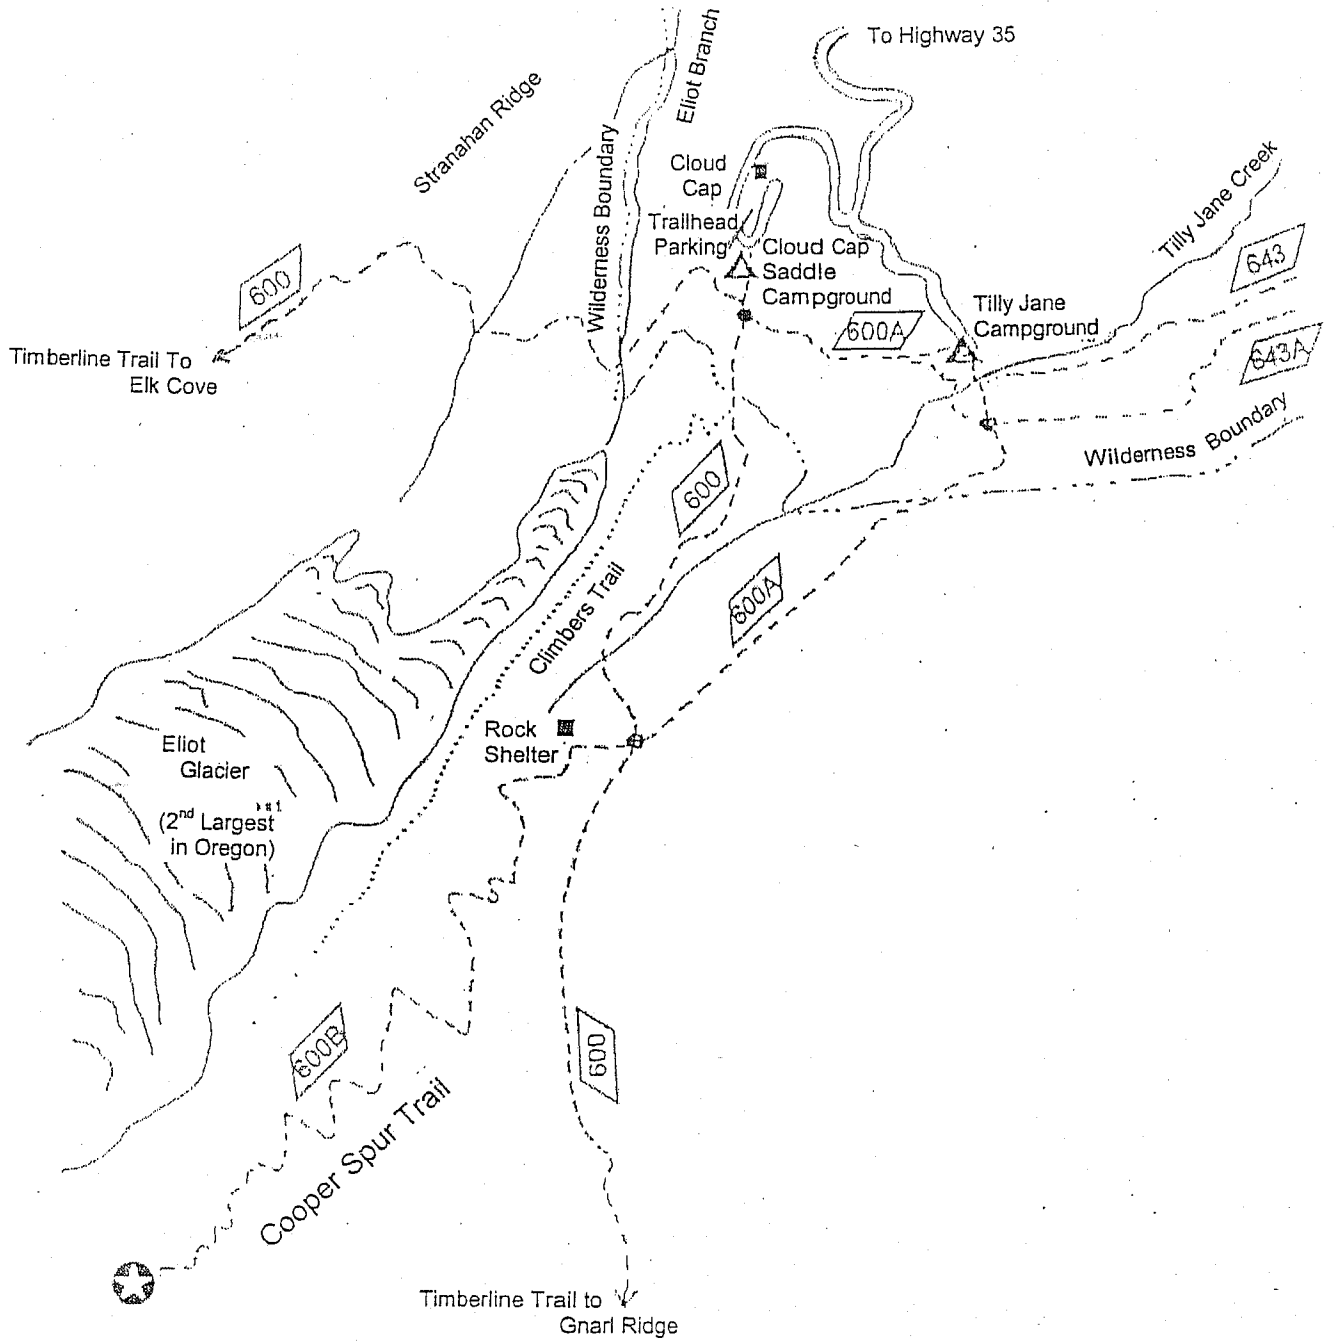 To Highway 35
Eliot Branch
Stranahan Ridge
Wilderness Boundary
Cloud
Cap
Trailhead
Parking
Cloud Cap
Saddle
Campground
Tilly Jane Creek
643
600
600A
Tilly Jane
Campground
643A
Timberline Trail To
Elk Cove
Wilderness Boundary
600
Climbers Trail
600A
Rock
Shelter
Eliot
Glacier
(2nd Largest
in Oregon)
600B
600
Cooper Spur Trail
Timberline Trail to
Gnarl Ridge